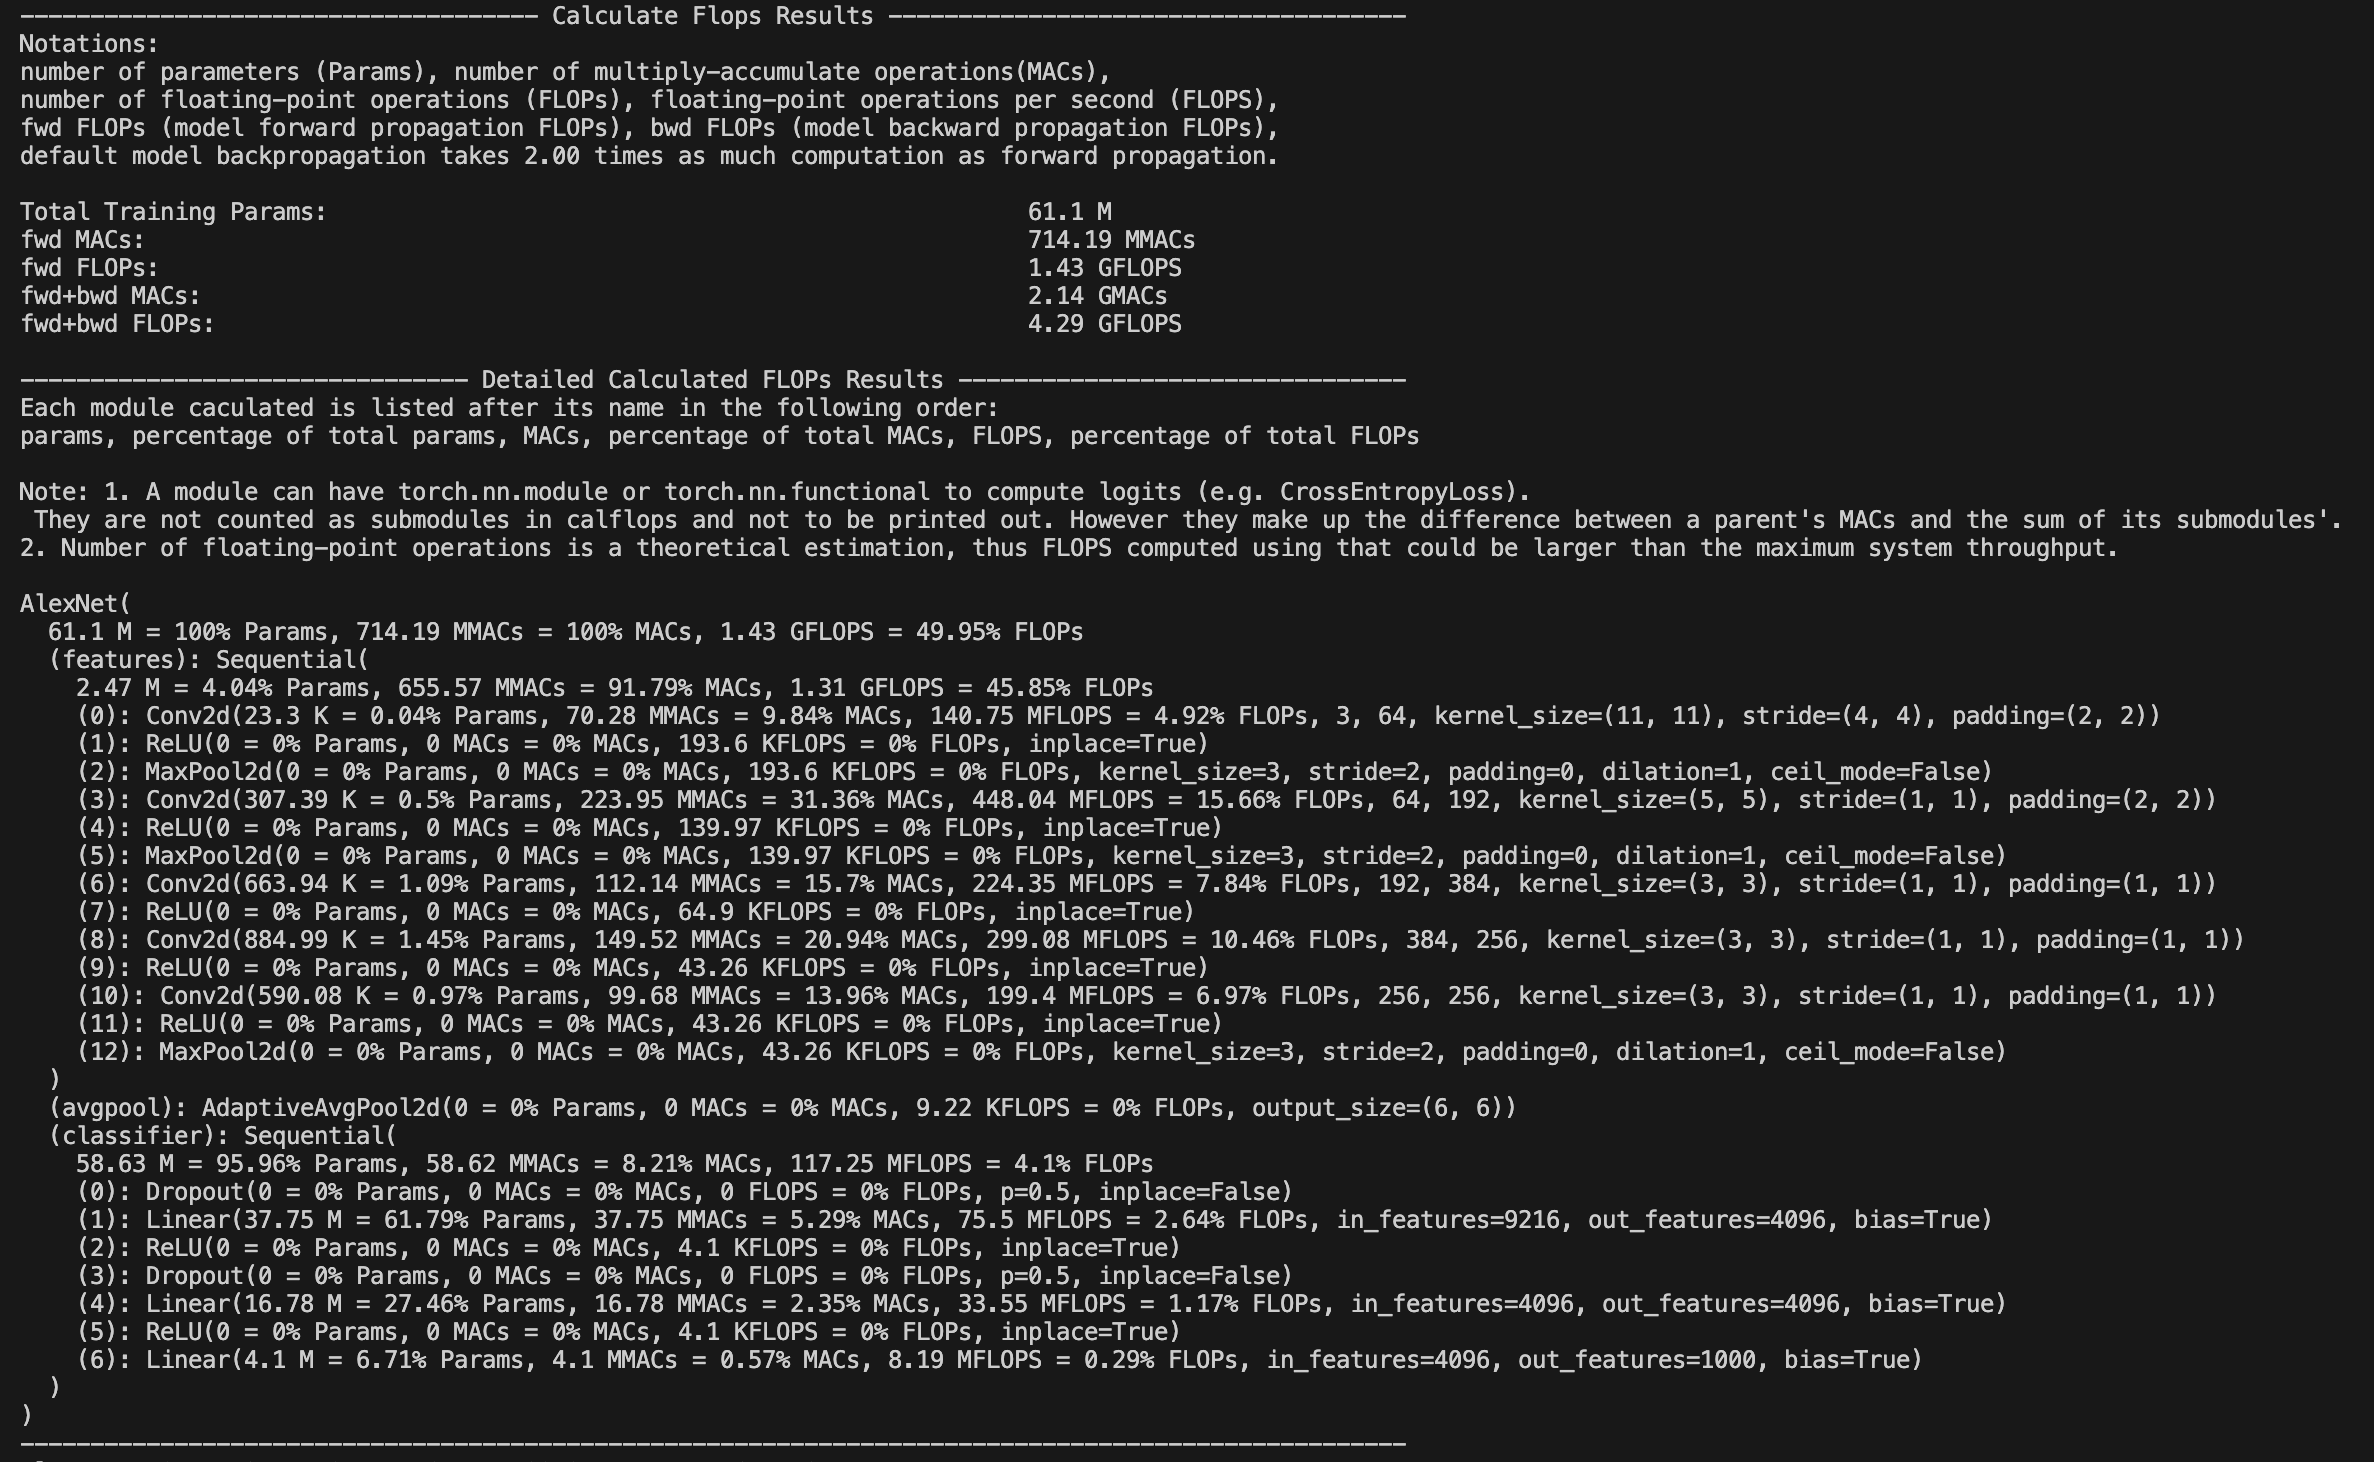 ------------------------------------- Calculate Flops Results -------------------------------------
Notations:
number of parameters (Params), number of multiply-accumulate operations(MACs),
number of floating-point operations (FLOPs), floating-point operations per second (FLOPS),
fwd FLOPs (model forward propagation FLOPs), bwd FLOPs (model backward propagation FLOPs),
default model backpropagation takes 2.00 times as much computation as forward propagation.

Total Training Params:                                                  61.1 M
fwd MACs:                                                               714.19 MMACs
fwd FLOPs:                                                              1.43 GFLOPS
fwd+bwd MACs:                                                           2.14 GMACs
fwd+bwd FLOPs:                                                          4.29 GFLOPS

-------------------------------- Detailed Calculated FLOPs Results --------------------------------
Each module caculated is listed after its name in the following order:
params, percentage of total params, MACs, percentage of total MACs, FLOPS, percentage of total FLOPs

Note: 1. A module can have torch.nn.module or torch.nn.functional to compute logits (e.g. CrossEntropyLoss).
 They are not counted as submodules in calflops and not to be printed out. However they make up the difference between a parent's MACs and the sum of its submodules'.
2. Number of floating-point operations is a theoretical estimation, thus FLOPS computed using that could be larger than the maximum system throughput.

AlexNet(
  61.1 M = 100% Params, 714.19 MMACs = 100% MACs, 1.43 GFLOPS = 49.95% FLOPs
  (features): Sequential(
    2.47 M = 4.04% Params, 655.57 MMACs = 91.79% MACs, 1.31 GFLOPS = 45.85% FLOPs
    (0): Conv2d(23.3 K = 0.04% Params, 70.28 MMACs = 9.84% MACs, 140.75 MFLOPS = 4.92% FLOPs, 3, 64, kernel_size=(11, 11), stride=(4, 4), padding=(2, 2))
    (1): ReLU(0 = 0% Params, 0 MACs = 0% MACs, 193.6 KFLOPS = 0% FLOPs, inplace=True)
    (2): MaxPool2d(0 = 0% Params, 0 MACs = 0% MACs, 193.6 KFLOPS = 0% FLOPs, kernel_size=3, stride=2, padding=0, dilation=1, ceil_mode=False)
    (3): Conv2d(307.39 K = 0.5% Params, 223.95 MMACs = 31.36% MACs, 448.04 MFLOPS = 15.66% FLOPs, 64, 192, kernel_size=(5, 5), stride=(1, 1), padding=(2, 2))
    (4): ReLU(0 = 0% Params, 0 MACs = 0% MACs, 139.97 KFLOPS = 0% FLOPs, inplace=True)
    (5): MaxPool2d(0 = 0% Params, 0 MACs = 0% MACs, 139.97 KFLOPS = 0% FLOPs, kernel_size=3, stride=2, padding=0, dilation=1, ceil_mode=False)
    (6): Conv2d(663.94 K = 1.09% Params, 112.14 MMACs = 15.7% MACs, 224.35 MFLOPS = 7.84% FLOPs, 192, 384, kernel_size=(3, 3), stride=(1, 1), padding=(1, 1))
    (7): ReLU(0 = 0% Params, 0 MACs = 0% MACs, 64.9 KFLOPS = 0% FLOPs, inplace=True)
    (8): Conv2d(884.99 K = 1.45% Params, 149.52 MMACs = 20.94% MACs, 299.08 MFLOPS = 10.46% FLOPs, 384, 256, kernel_size=(3, 3), stride=(1, 1), padding=(1, 1))
    (9): ReLU(0 = 0% Params, 0 MACs = 0% MACs, 43.26 KFLOPS = 0% FLOPs, inplace=True)
    (10): Conv2d(590.08 K = 0.97% Params, 99.68 MMACs = 13.96% MACs, 199.4 MFLOPS = 6.97% FLOPs, 256, 256, kernel_size=(3, 3), stride=(1, 1), padding=(1, 1))
    (11): ReLU(0 = 0% Params, 0 MACs = 0% MACs, 43.26 KFLOPS = 0% FLOPs, inplace=True)
    (12): MaxPool2d(0 = 0% Params, 0 MACs = 0% MACs, 43.26 KFLOPS = 0% FLOPs, kernel_size=3, stride=2, padding=0, dilation=1, ceil_mode=False)
  )
  (avgpool): AdaptiveAvgPool2d(0 = 0% Params, 0 MACs = 0% MACs, 9.22 KFLOPS = 0% FLOPs, output_size=(6, 6))
  (classifier): Sequential(
    58.63 M = 95.96% Params, 58.62 MMACs = 8.21% MACs, 117.25 MFLOPS = 4.1% FLOPs
    (0): Dropout(0 = 0% Params, 0 MACs = 0% MACs, 0 FLOPS = 0% FLOPs, p=0.5, inplace=False)
    (1): Linear(37.75 M = 61.79% Params, 37.75 MMACs = 5.29% MACs, 75.5 MFLOPS = 2.64% FLOPs, in_features=9216, out_features=4096, bias=True)
    (2): ReLU(0 = 0% Params, 0 MACs = 0% MACs, 4.1 KFLOPS = 0% FLOPs, inplace=True)
    (3): Dropout(0 = 0% Params, 0 MACs = 0% MACs, 0 FLOPS = 0% FLOPs, p=0.5, inplace=False)
    (4): Linear(16.78 M = 27.46% Params, 16.78 MMACs = 2.35% MACs, 33.55 MFLOPS = 1.17% FLOPs, in_features=4096, out_features=4096, bias=True)
    (5): ReLU(0 = 0% Params, 0 MACs = 0% MACs, 4.1 KFLOPS = 0% FLOPs, inplace=True)
    (6): Linear(4.1 M = 6.71% Params, 4.1 MMACs = 0.57% MACs, 8.19 MFLOPS = 0.29% FLOPs, in_features=4096, out_features=1000, bias=True)
  )
)
---------------------------------------------------------------------------------------------------